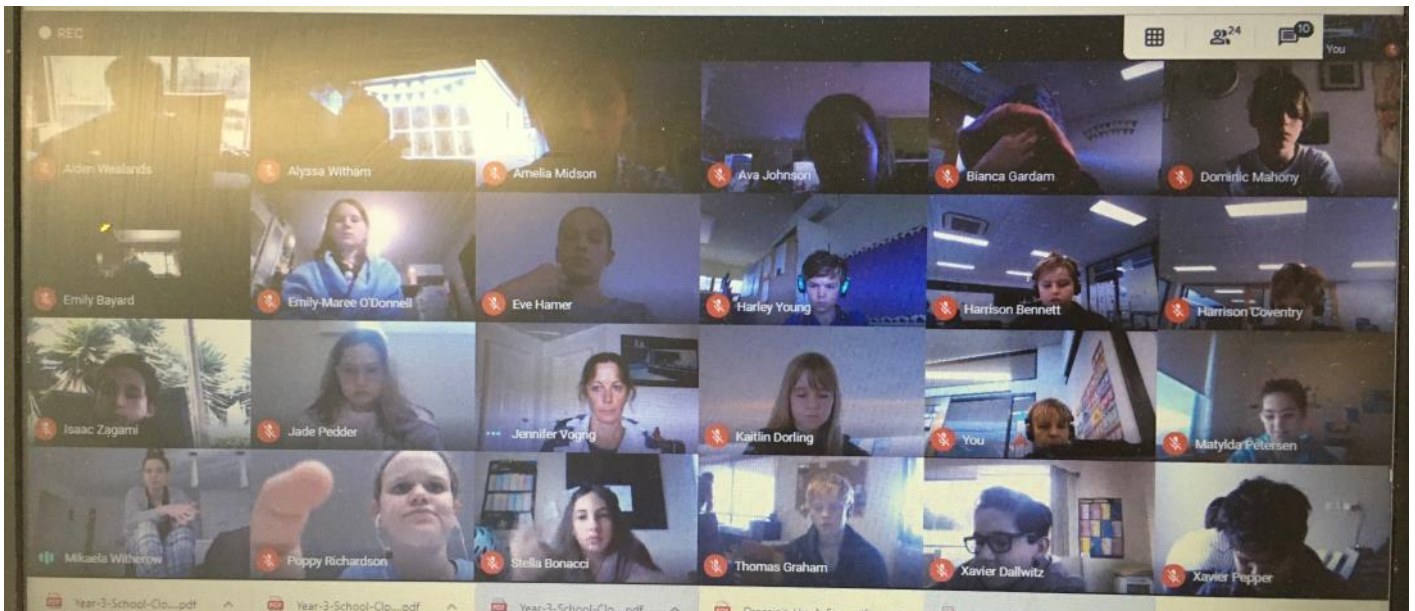 REC
24
10
You
Aiden Wealands
Alyssa Witham
Amelia Midson
Ava Johnson
Bianca Gardam
Dominic Mahony
Emily Bayard
Emily-Maree O'Donnell
Eve Hamer
Harley Young
Harrison Bennett
Harrison Coventry
Isaac Zagami
Jade Pedder
Jennifer Vogng
Kaitlin Dorling
You
Matylda Petersen
Mikaela Witherow
Poppy Richardson
Stella Bonacci
Thomas Graham
Xavier Dallwitz
Xavier Pepper
Year-3-School-Clo....pdf
Year-3-School-Clo....pdf
Year-3-School-Clo....pdf